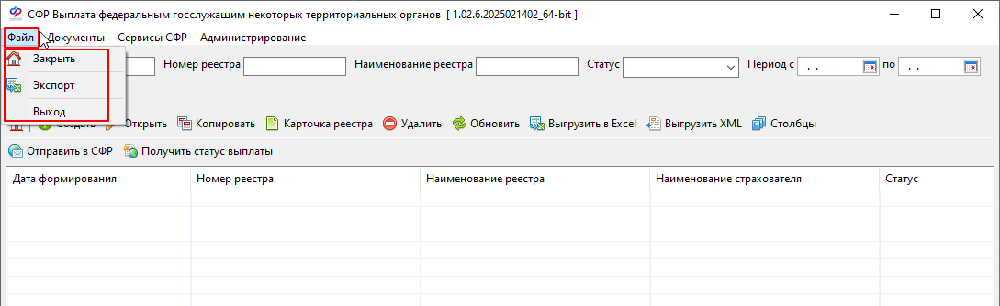 СФР Выплата федеральным госслужащим некоторых территориальных органов [ 1.02.6.2025021402_64-bit ]
Файл Документы Сервисы СФР Администрирование
Закрыть
Экспорт
Выход
Номер реестра Наименование реестра Статус Период с . . по . .
Создать Открыть Копировать Карточка реестра Удалить Обновить Выгрузить в Excel Выгрузить XML Столбцы
Отправить в СФР Получить статус выплаты
Дата формирования Номер реестра Наименование реестра Наименование страхователя Статус